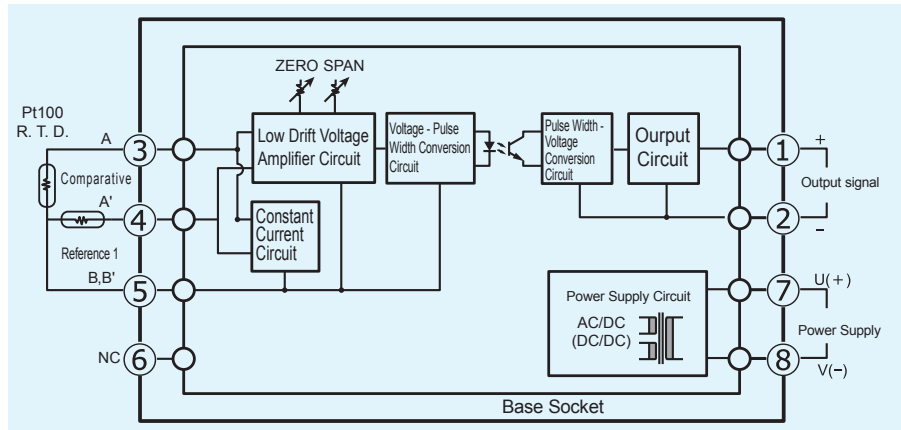 ZERO SPAN
Pt100
R. T. D.
A
3
Comparative
A'
4
Reference 1
B,B'
5
NC
6
Low Drift Voltage
Amplifier Circuit
Constant
Current
Circuit
Voltage - Pulse
Width Conversion
Circuit
Pulse Width -
Voltage
Conversion
Circuit
Ouput
Circuit
1
+
Output signal
2
-
Power Supply Circuit
AC/DC
(DC/DC)
7
U(+)
Power Supply
8
V(-)
Base Socket